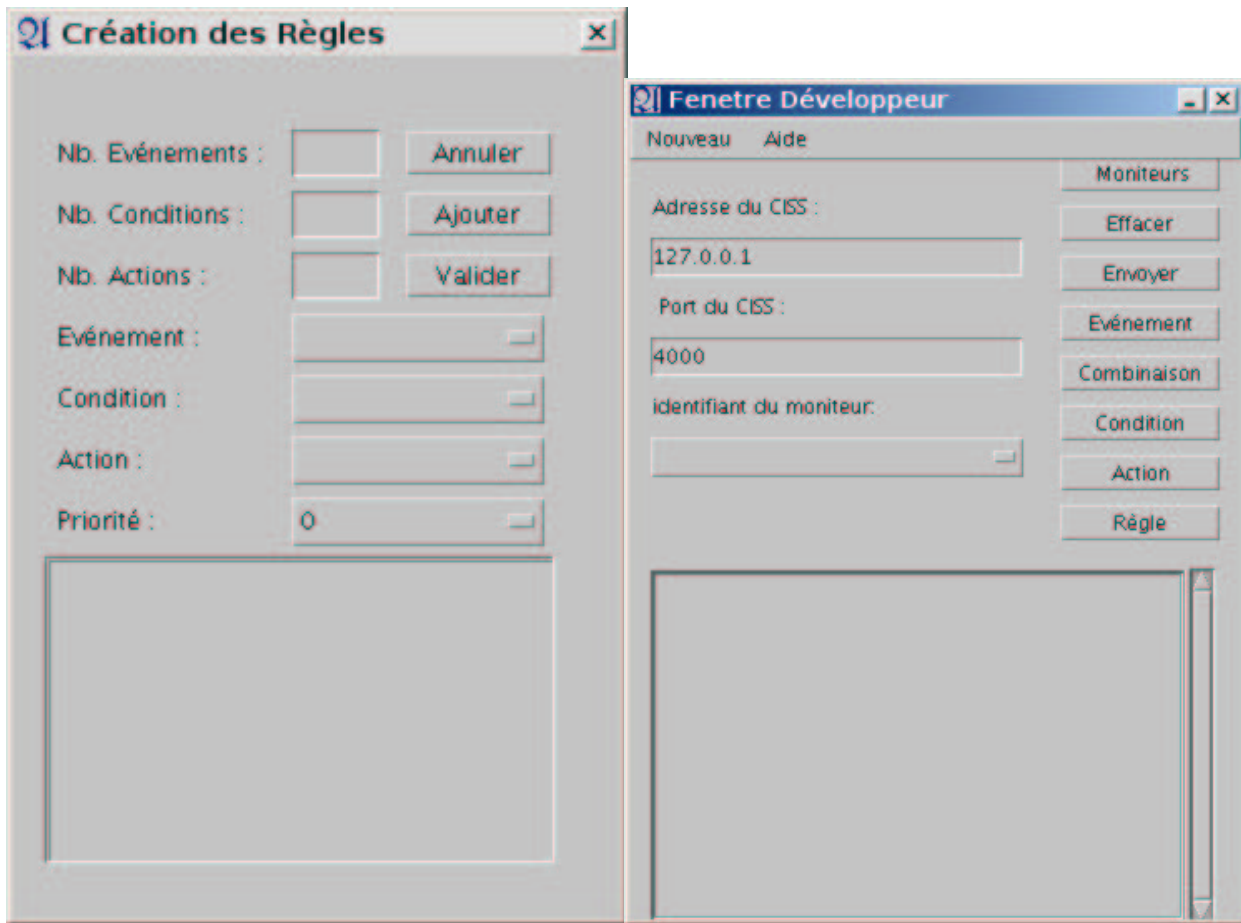 Création des Règles
Nb. Evénements :
Annuler
Nb. Conditions :
Ajouter
Nb. Actions :
Valider
Evénement :
Condition :
Action :
Priorité :
0
Fenetre Développeur
Nouveau Aide
Moniteurs
Adresse du CISS :
Effacer
127.0.0.1
Envoyer
Port du CISS :
Evénement
4000
Combinaison
identifiant du moniteur:
Condition
Action
Règle